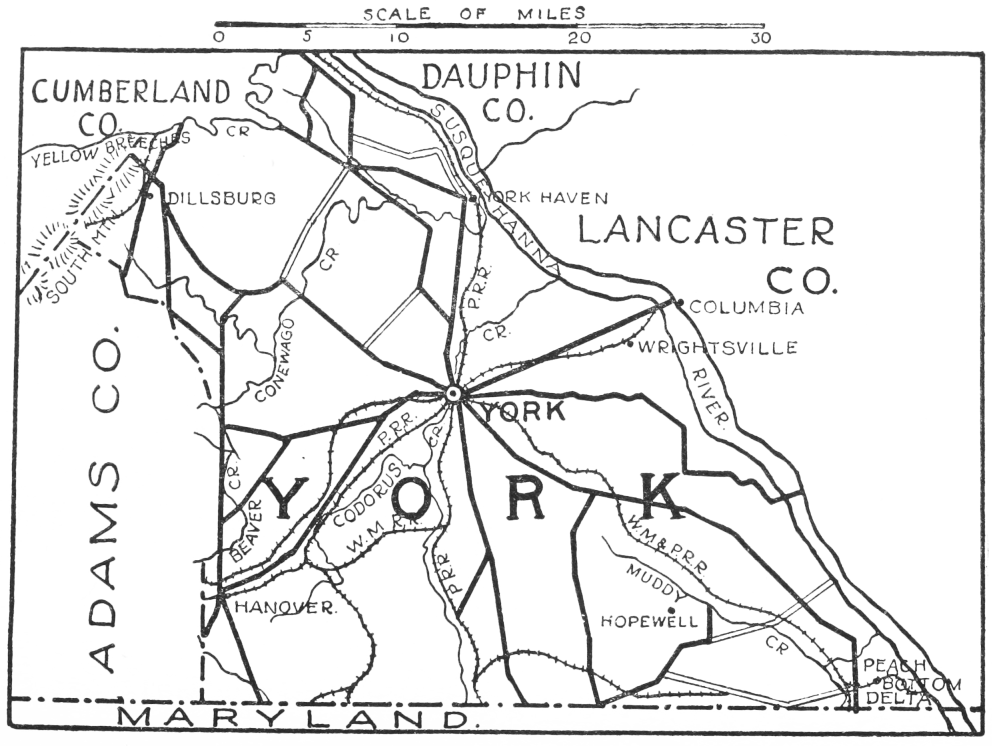 SCALE OF MILES
0 5 10 20 30
CUMBERLAND
CO.
DAUPHIN
CO.
CR
YELLOW BREECHES
SUSQUEHANNA
DILLSBURG
YORK HAVEN
SOUTH MTN.
LANCASTER
CO.
CR
P.R.R.
COLUMBIA
CR.
WRIGHTSVILLE
CONEWAGO
RIVER.
ADAMS CO.
YORK
P.R.R.
CR.
CR.
CODORUS
YORK
BEAVER
W.M R.R.
W.M & P.R.R.
P.R.R.
MUDDY
HANOVER.
HOPEWELL
CR
PEACH
BOTTOM
DELTA
MARYLAND.